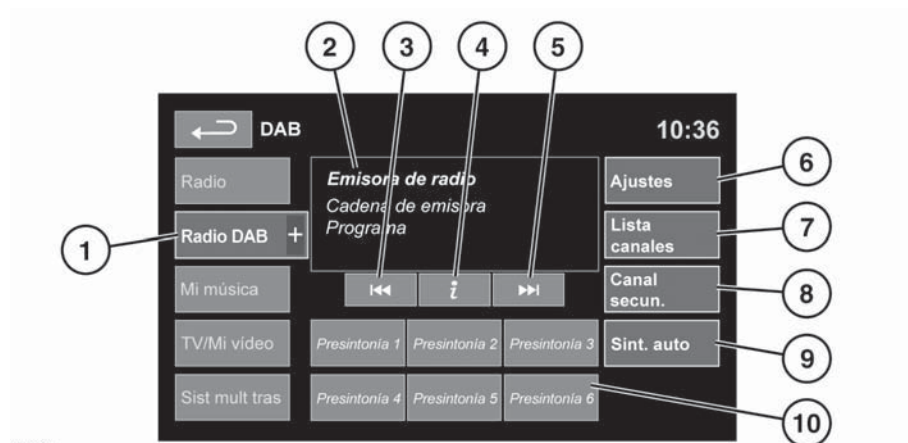 2 3 4 5
DAB 10:36
6
Radio
Emisora de radio
Cadena de emisora
Programa
Ajustes
1
Radio DAB +
Lista
canales
7
Mi música
i
Canal
secun.
8
TV/Mi vídeo
Presintonía 1 Presintonía 2 Presintonía 3
Sint. auto
9
Sist mult tras
Presintonía 4 Presintonía 5 Presintonía 6
10